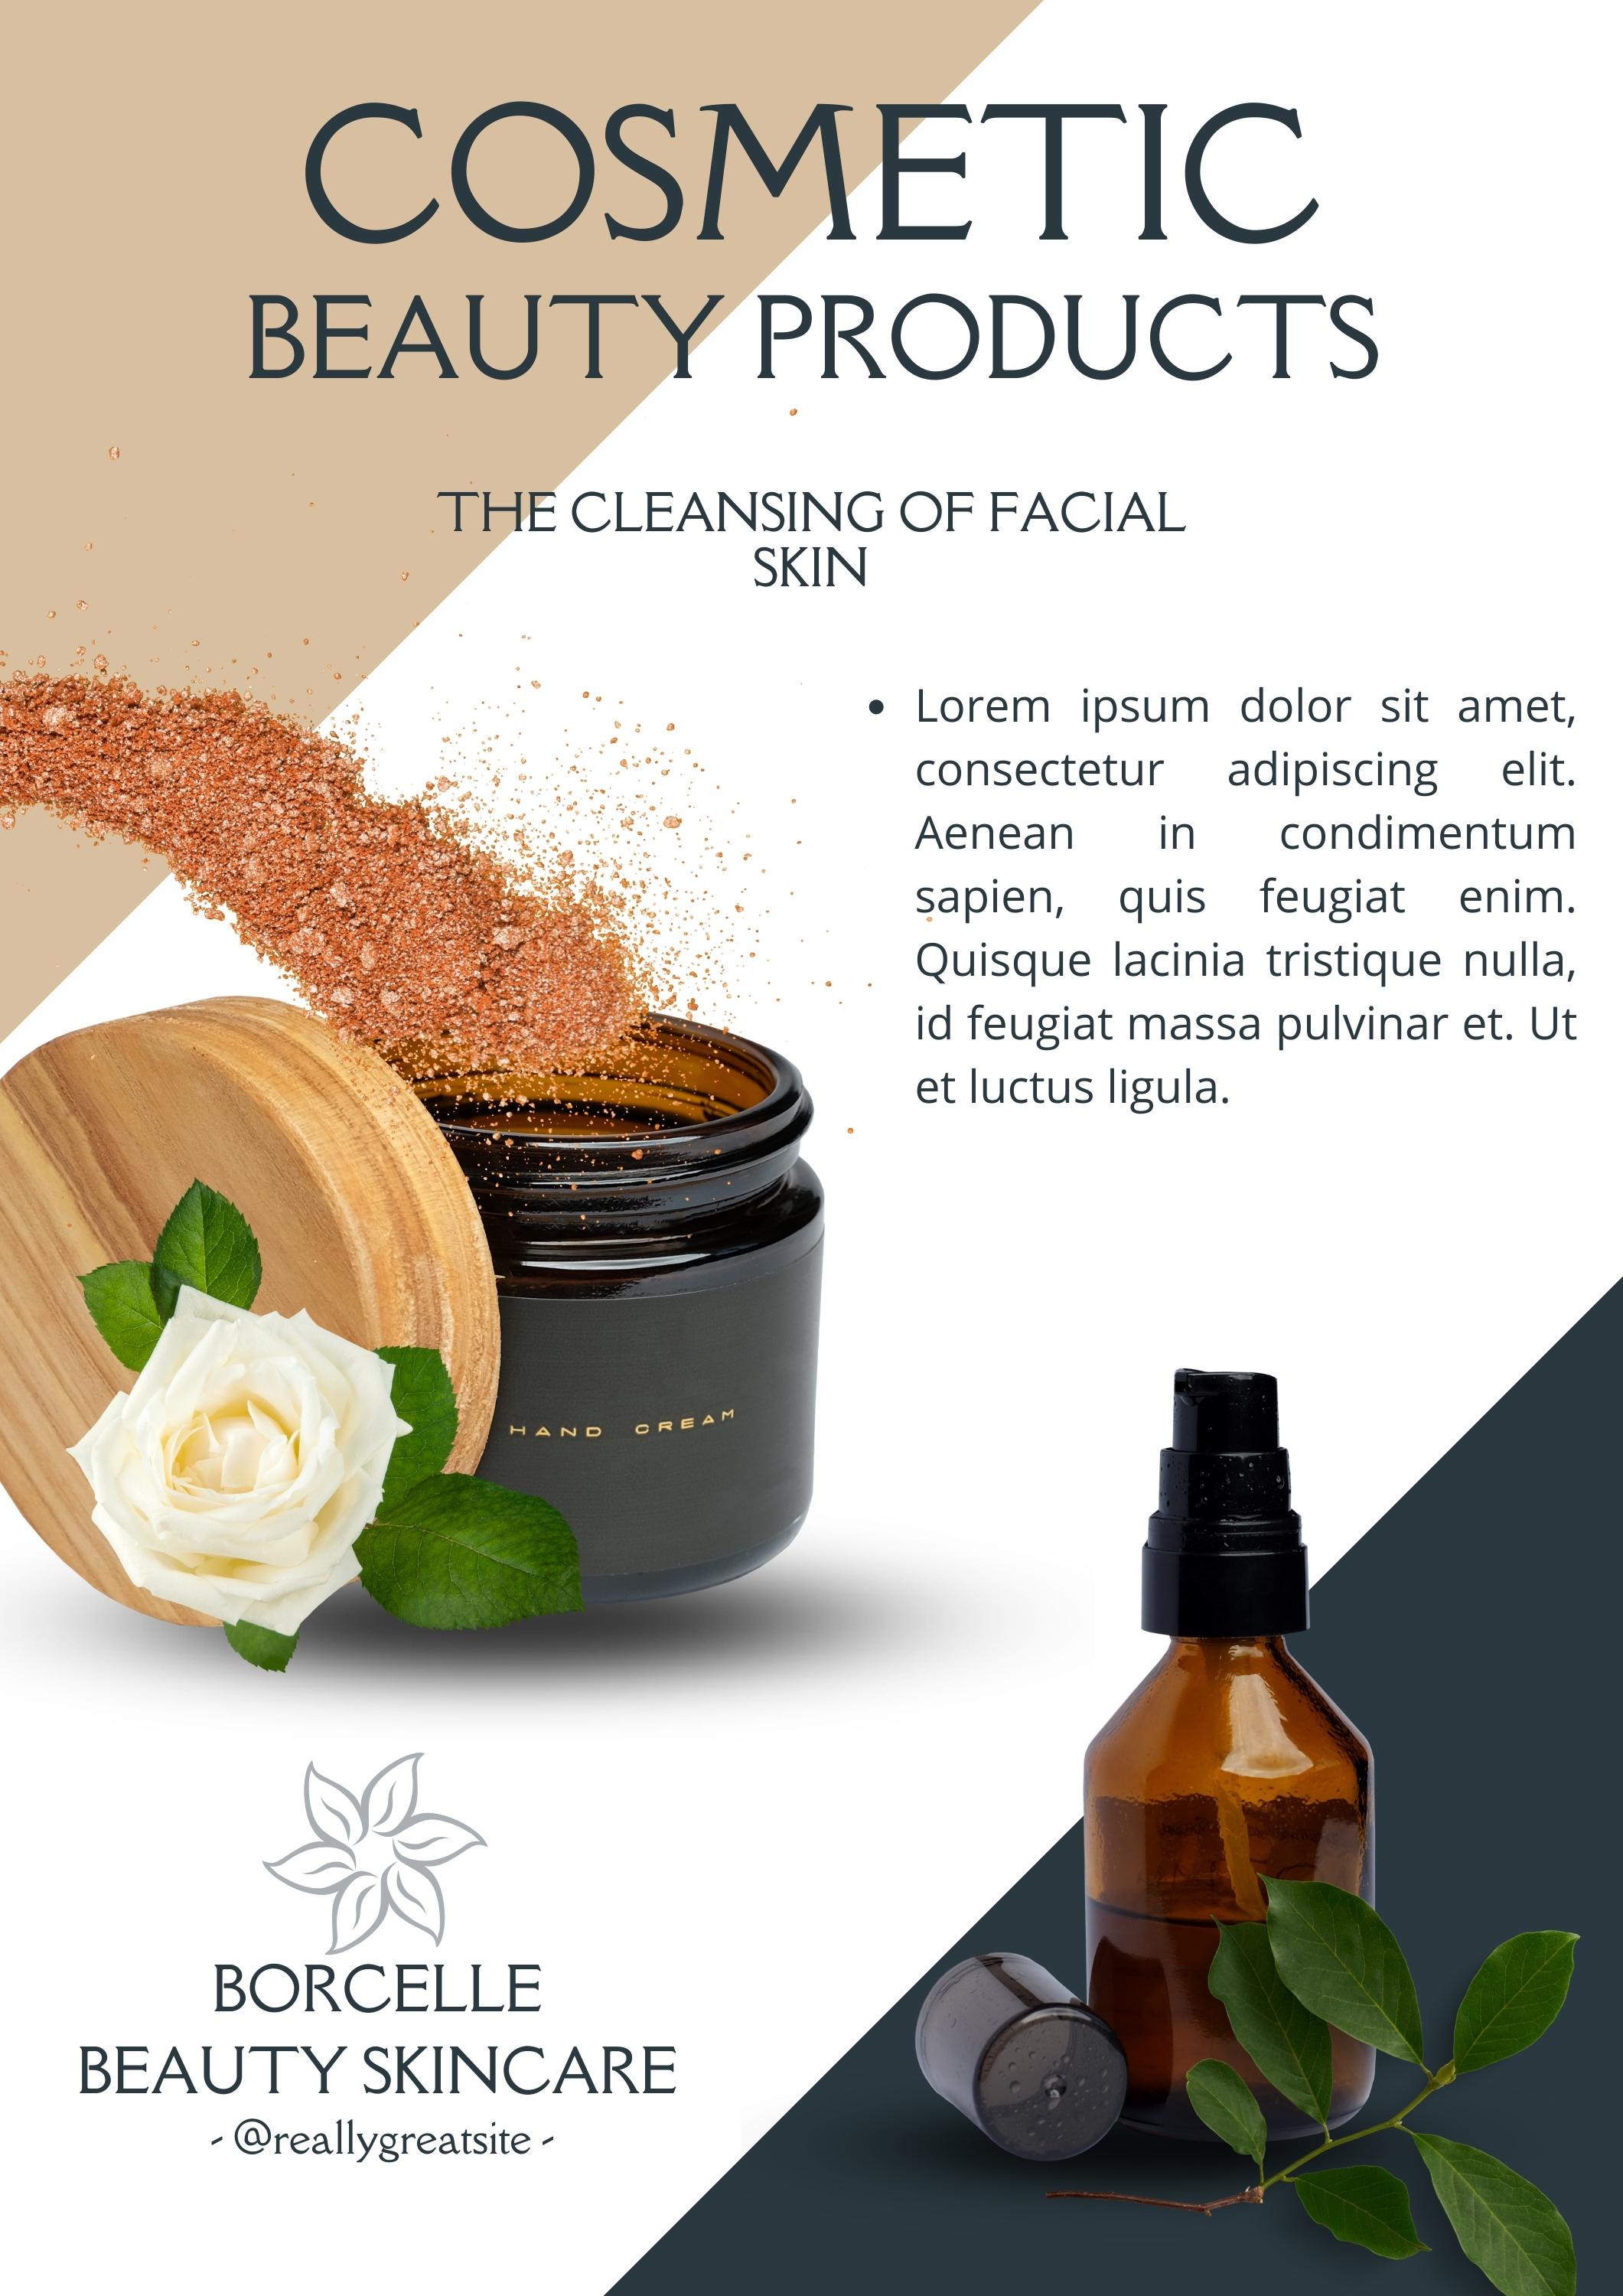 COSMETIC
BEAUTY PRODUCTS
THE CLEANSING OF FACIAL
SKIN
• Lorem ipsum dolor sit amet,
consectetur adipiscing elit.
Aenean in condimentum
sapien, quis feugiat enim.
Quisque lacinia tristique nulla,
id feugiat massa pulvinar et. Ut
et luctus ligula.
HAND CREAM
BORCELLE
BEAUTY SKINCARE
- @reallygreatsite -